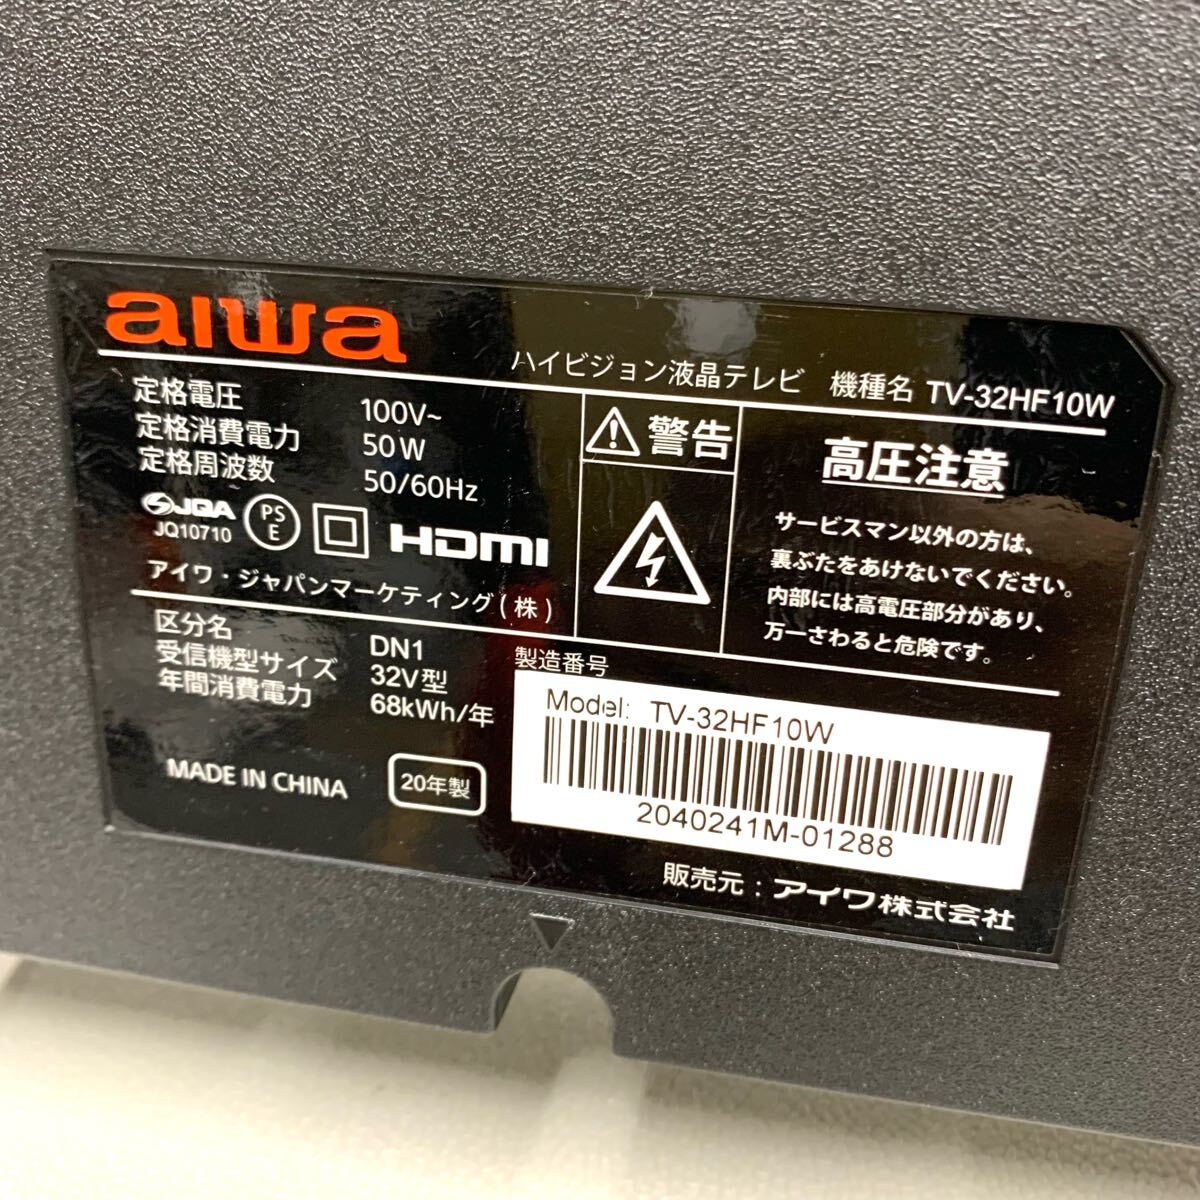 aiwa
ハイビジョン液晶テレビ 機種名 TV-32HF10W
定格電圧 100V~
定格消費電力 50W
定格周波数 50/60Hz
JQA
JQ10710
PS
E
HDMI
アイワ・ジャパンマーケティング(株)
警告
高圧注意
サービスマン以外の方は、
裏ぶたをあけないでください。
内部には高電圧部分があり、
万一さわると危険です。
区分名 DN1
受信機型サイズ 32V型
年間消費電力 68kWh/年
MADE IN CHINA
20年製
製造番号
Model: TV-32HF10W
2040241M-01288
販売元：アイワ株式会社